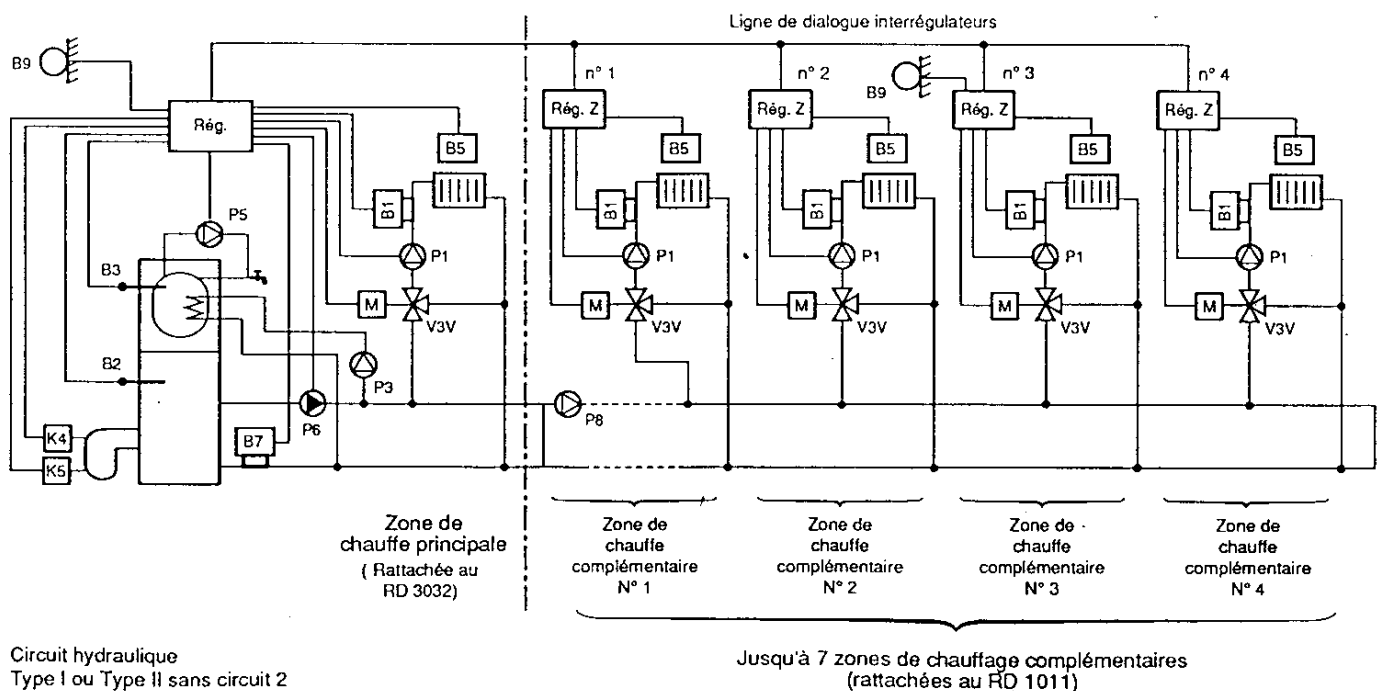 Ligne de dialogue interrégulateurs
B9
n° 1
n° 2
B9
n° 3
n° 4
Rég.
Rég. Z
Rég. Z
Rég. Z
Rég. Z
B5
B5
B5
B5
B5
B1
B1
B1
B1
B1
P5
P1
P1
P1
P1
P1
B3
M
M
M
M
M
V3V
V3V
V3V
V3V
V3V
B2
P3
P6
P8
K4
K5
B7
Zone de
chauffe principale
( Rattachée au
RD 3032)
Zone de
chauffe
complémentaire
N° 1
Zone de
chauffe
complémentaire
N° 2
Zone de
chauffe
complémentaire
N° 3
Zone de
chauffe
complémentaire
N° 4
Circuit hydraulique
Type I ou Type II sans circuit 2
Jusqu'à 7 zones de chauffage complémentaires
(rattachées au RD 1011)